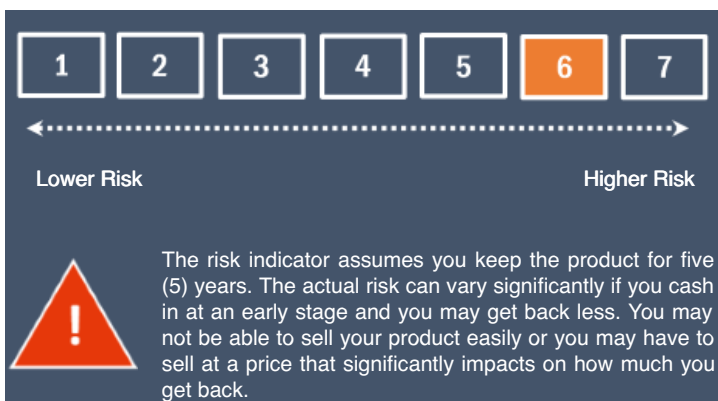 1 2 3 4 5 6 7
Lower Risk Higher Risk
!
The risk indicator assumes you keep the product for five
(5) years. The actual risk can vary significantly if you cash
in at an early stage and you may get back less. You may
not be able to sell your product easily or you may have to
sell at a price that significantly impacts on how much you
get back.